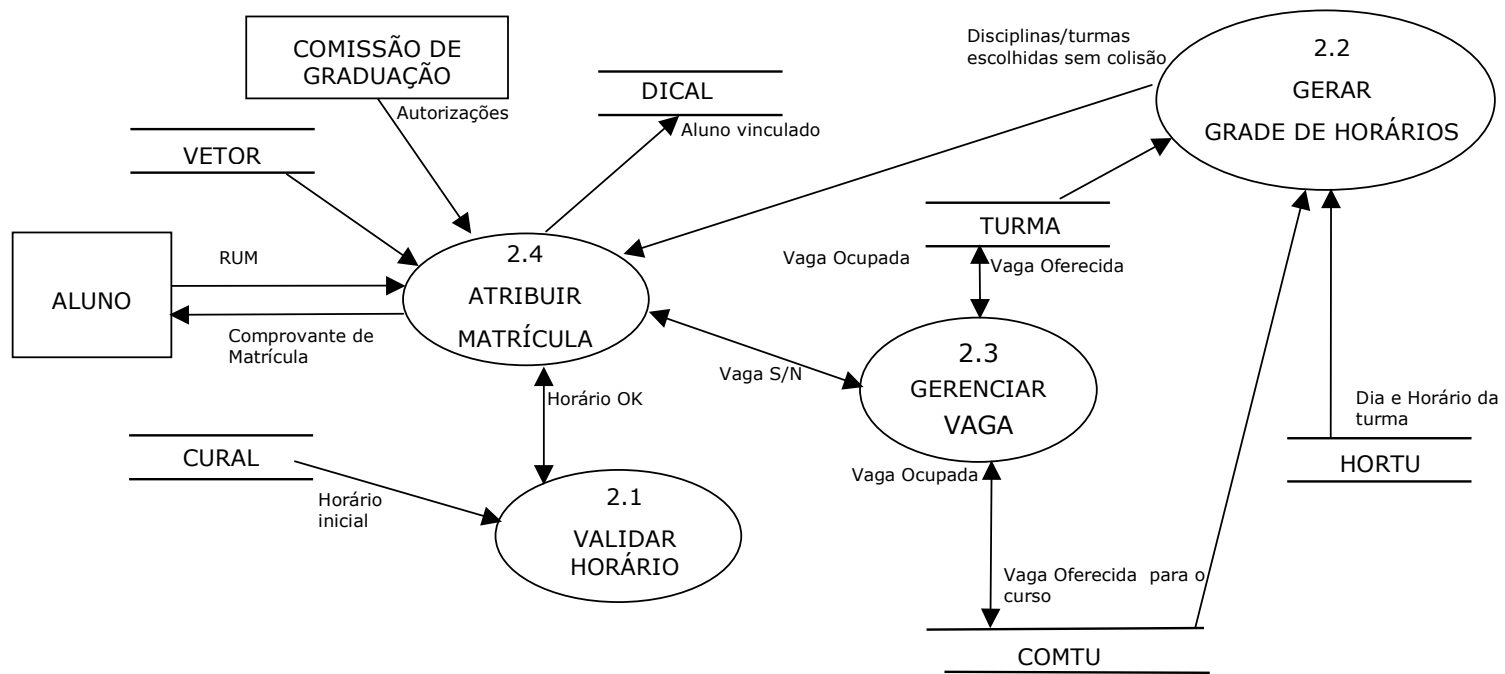 COMISSÃO DE
GRADUAÇÃO
Autorizações
DICAL
Aluno vinculado
Disciplinas/turmas
escolhidas sem colisão
2.2
GERAR
GRADE DE HORÁRIOS
VETOR
TURMA
Vaga Ocupada
Vaga Oferecida
ALUNO
RUM
Comprovante de
Matrícula
2.4
ATRIBUIR
MATRÍCULA
Vaga S/N
2.3
GERENCIAR
VAGA
Horário OK
Dia e Horário da
turma
HORTU
CURAL
Horário
inicial
2.1
VALIDAR
HORÁRIO
Vaga Ocupada
Vaga Oferecida para o
curso
COMTU